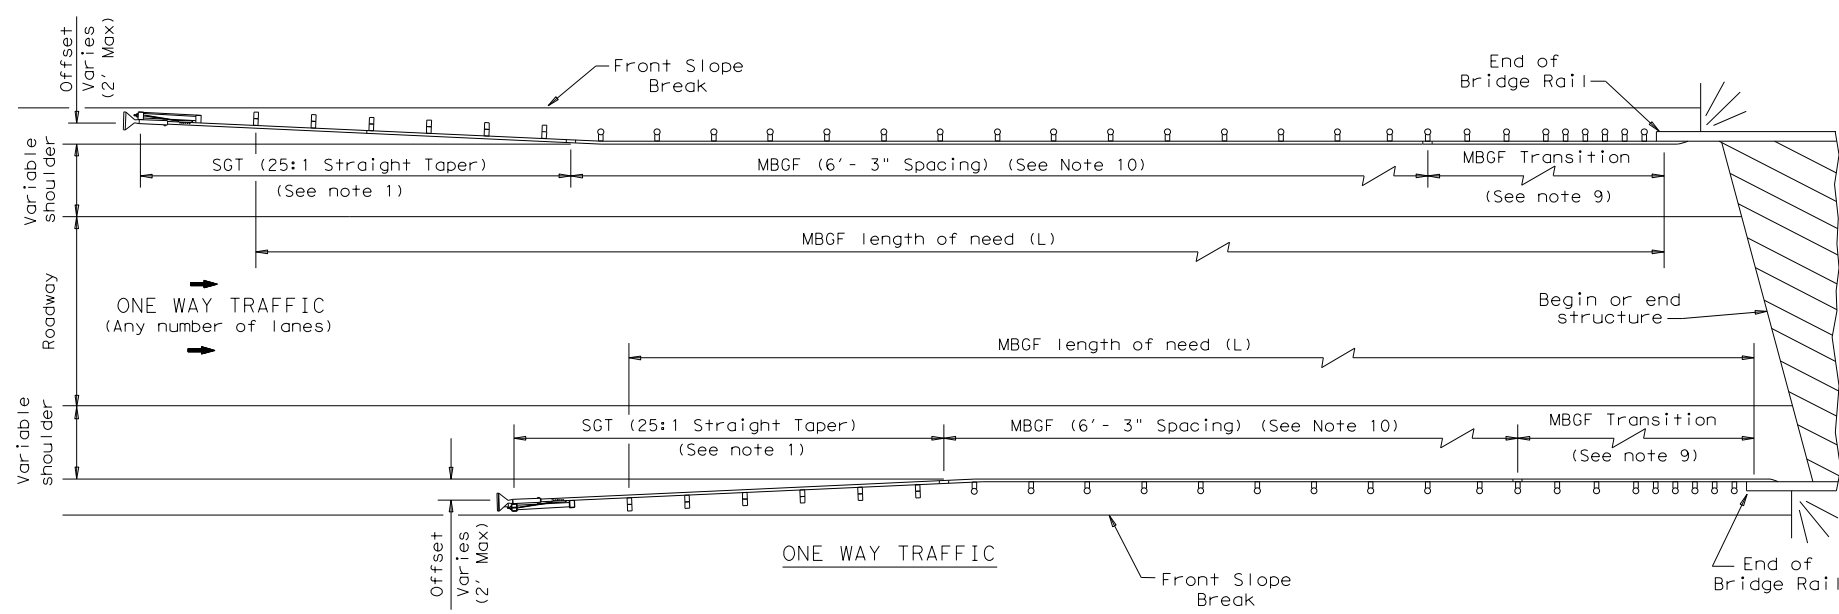 Offset
Varies
(2' Max)
Front Slope
Break
End of
Bridge Rail
Variable
shoulder
SGT (25:1 Straight Taper)
(See note 1)
MBGF (6'- 3" Spacing) (See Note 10)
MBGF Transition
(See note 9)
MBGF length of need (L)
Roadway
ONE WAY TRAFFIC
(Any number of lanes)
Begin or end
structure
MBGF length of need (L)
Variable
shoulder
SGT (25:1 Straight Taper)
(See note 1)
MBGF (6'- 3" Spacing) (See Note 10)
MBGF Transition
(See note 9)
Offset
Varies
(2' Max)
ONE WAY TRAFFIC
Front Slope
Break
End of
Bridge Rail